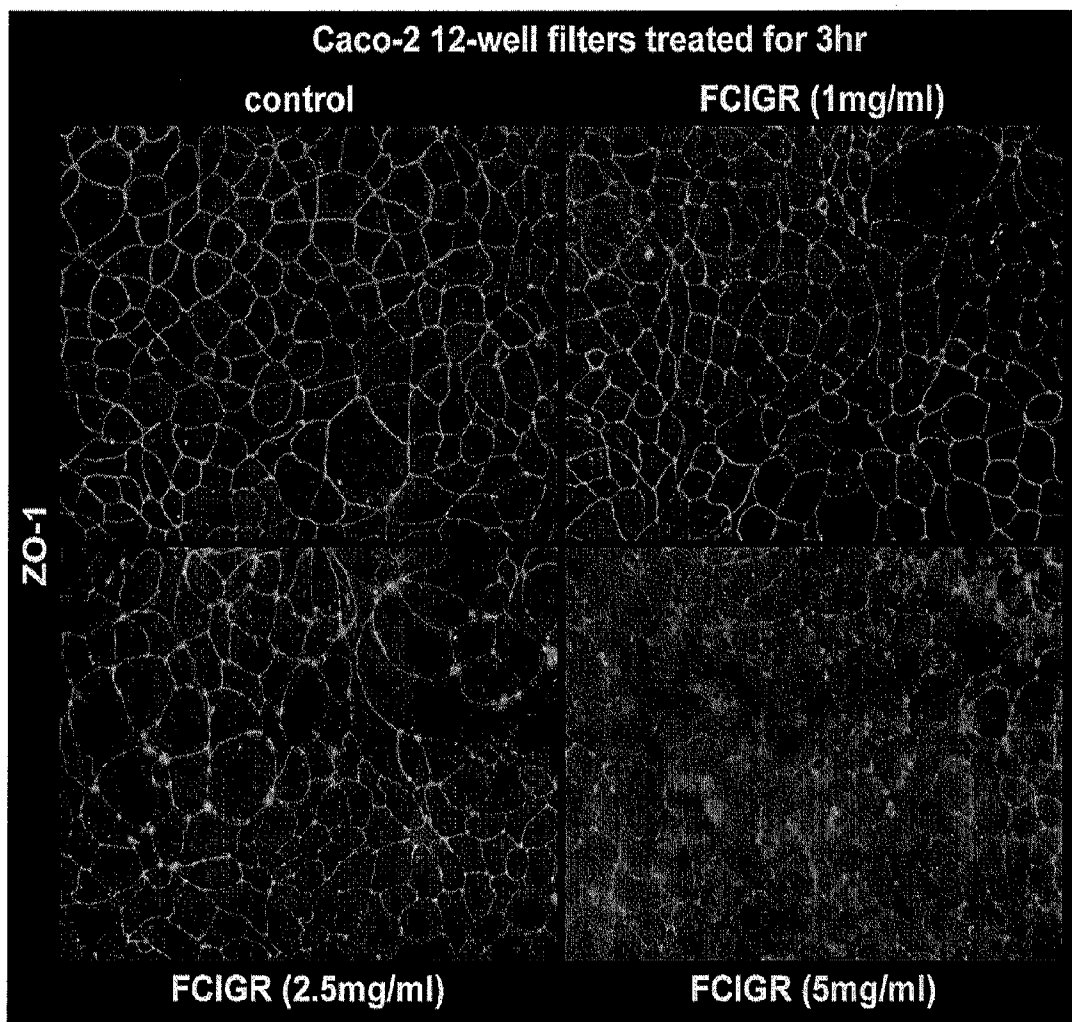 Caco-2 12-well filters treated for 3hr
control
FCIGR (1mg/ml)
ZO-1
FCIGR (2.5mg/ml)
FCIGR (5mg/ml)